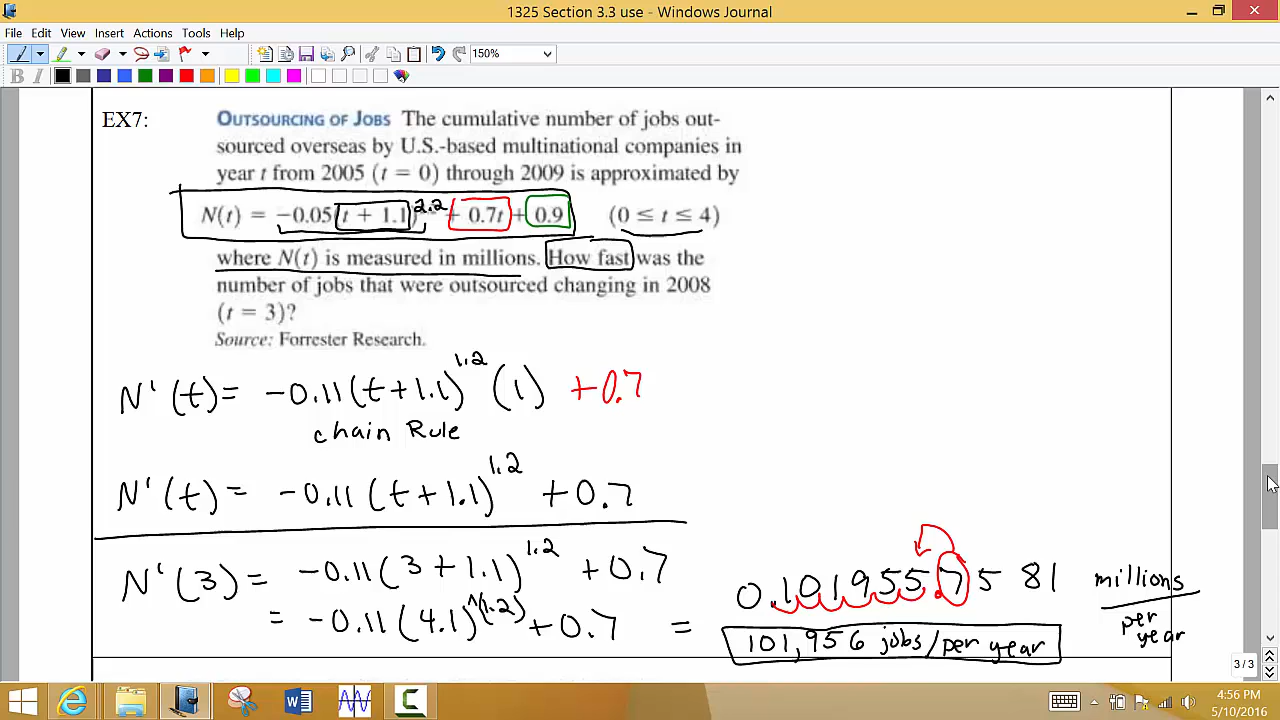 1325 Section 3.3 use - Windows Journal
File Edit View Insert Actions Tools Help
150%
B I
EX7:
OUTSOURCING OF JOBS The cumulative number of jobs out-
sourced overseas by U.S.-based multinational companies in
year t from 2005 (t = 0) through 2009 is approximated by
N(t) = −0.05(t + 1.1)^2.2 + 0.7t + 0.9 (0 ≤ t ≤ 4)
where N(t) is measured in millions. How fast was the
number of jobs that were outsourced changing in 2008
(t = 3)?
Source: Forrester Research.
N'(t) = -0.11(t+1.1)^1.2 (1) +0.7
chain Rule
N'(t) = -0.11(t+1.1)^1.2 +0.7
N'(3) = -0.11(3+1.1)^1.2 +0.7
= -0.11(4.1)^(1.2) +0.7 = 0.1019557581 millions
per
year
101,956 jobs/per year
3/3
4:56 PM
5/10/2016